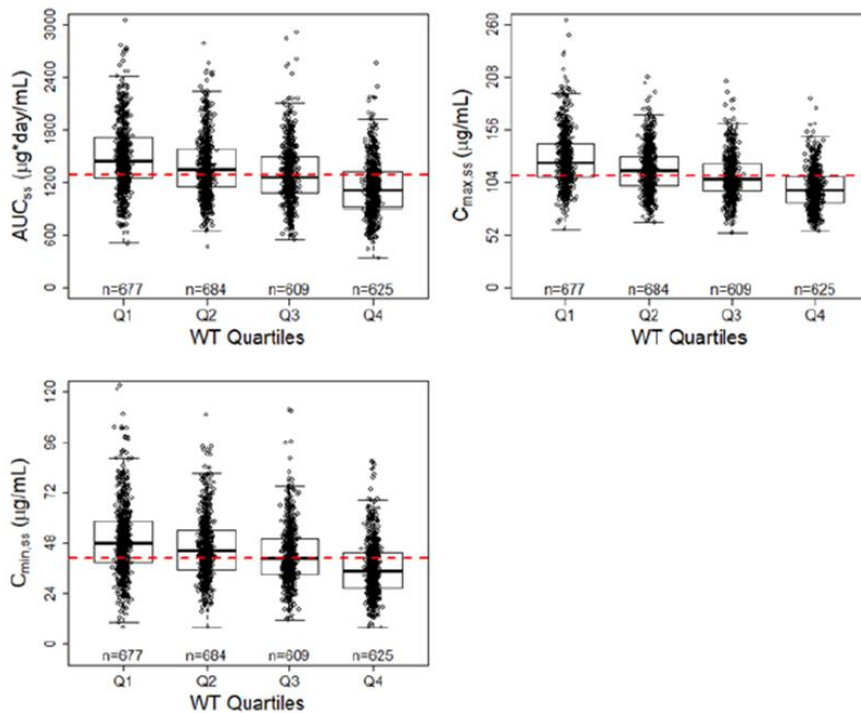 AUCss (µg*day/mL)
3000
2400
1800
1200
600
0
n=677 n=684 n=609 n=625
Q1 Q2 Q3 Q4
WT Quartiles
Cmax,ss (µg/mL)
260
208
156
104
52
0
n=677 n=684 n=609 n=625
Q1 Q2 Q3 Q4
WT Quartiles
Cmin,ss (µg/mL)
120
96
72
48
24
0
n=677 n=684 n=609 n=625
Q1 Q2 Q3 Q4
WT Quartiles